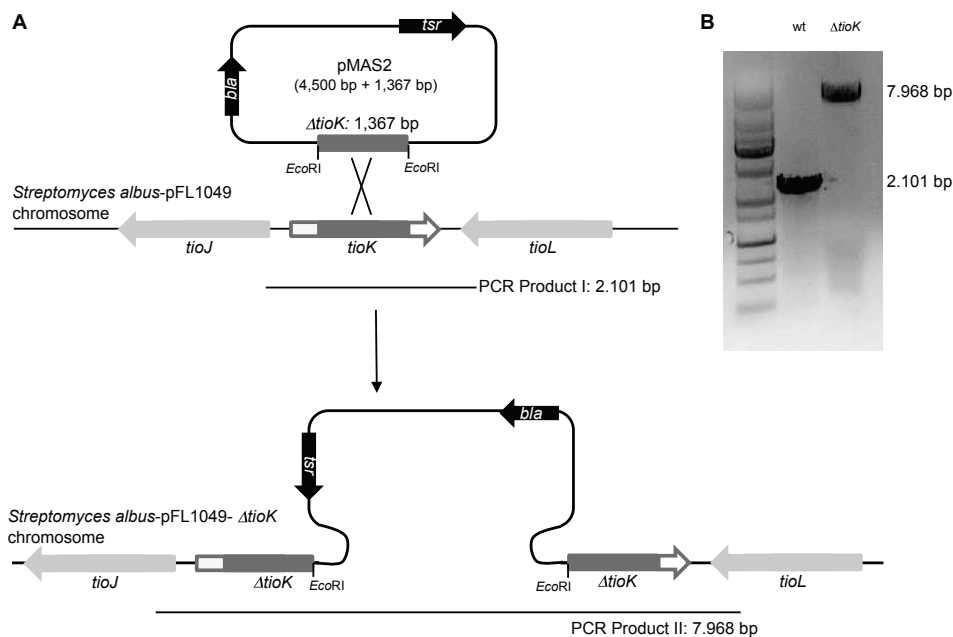 A
tsr
pMAS2
(4,500 bp + 1,367 bp)
bla
ΔtioK: 1,367 bp
EcoRI
EcoRI
Streptomyces albus-pFL1049
chromosome
tioJ
tioK
tioL
PCR Product I: 2.101 bp
bla
tsr
Streptomyces albus-pFL1049- ΔtioK
chromosome
tioJ
ΔtioK
EcoRI
EcoRI
ΔtioK
tioL
PCR Product II: 7.968 bp
B
wt
ΔtioK
7.968 bp
2.101 bp